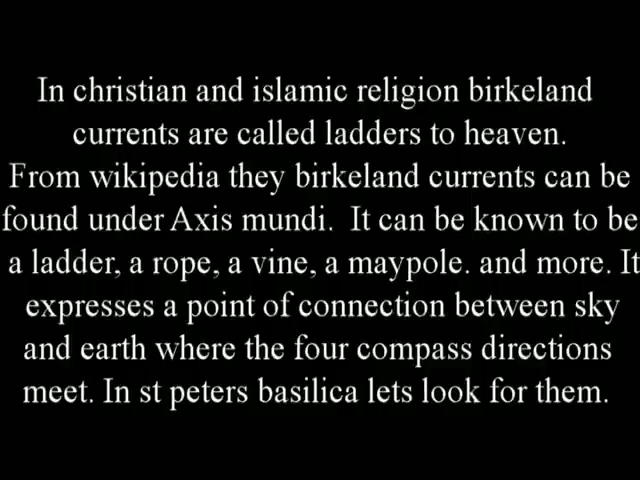 In christian and islamic religion birkeland
currents are called ladders to heaven.
From wikipedia they birkeland currents can be
found under Axis mundi. It can be known to be
a ladder, a rope, a vine, a maypole. and more. It
expresses a point of connection between sky
and earth where the four compass directions
meet. In st peters basilica lets look for them.